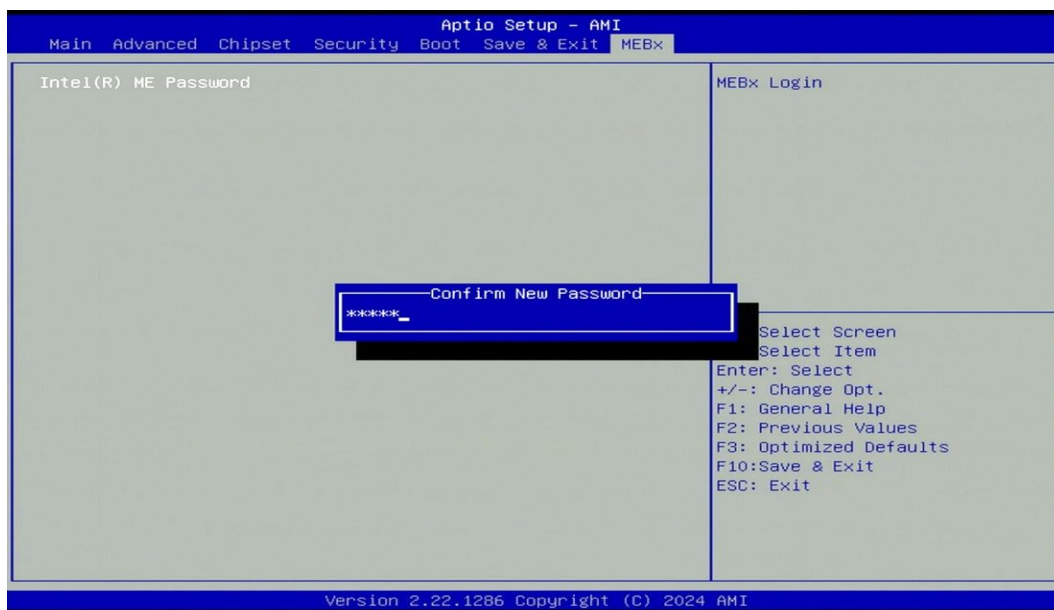 Aptio Setup – AMI
Main Advanced Chipset Security Boot Save & Exit MEBx
Intel(R) ME Password
MEBx Login
Confirm New Password
*****_
Select Screen
Select Item
Enter: Select
+/-: Change Opt.
F1: General Help
F2: Previous Values
F3: Optimized Defaults
F10:Save & Exit
ESC: Exit
Version 2.22.1286 Copyright (C) 2024 AMI